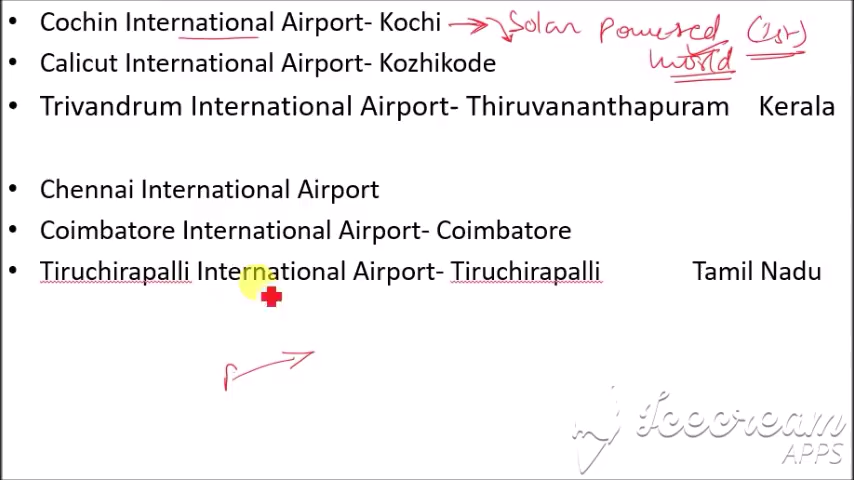 • Cochin International Airport- Kochi → Solar Powered (1st)
World
• Calicut International Airport- Kozhikode
• Trivandrum International Airport- Thiruvananthapuram Kerala
• Chennai International Airport
• Coimbatore International Airport- Coimbatore
• Tiruchirapalli International Airport- Tiruchirapalli Tamil Nadu
Icecream
APPS